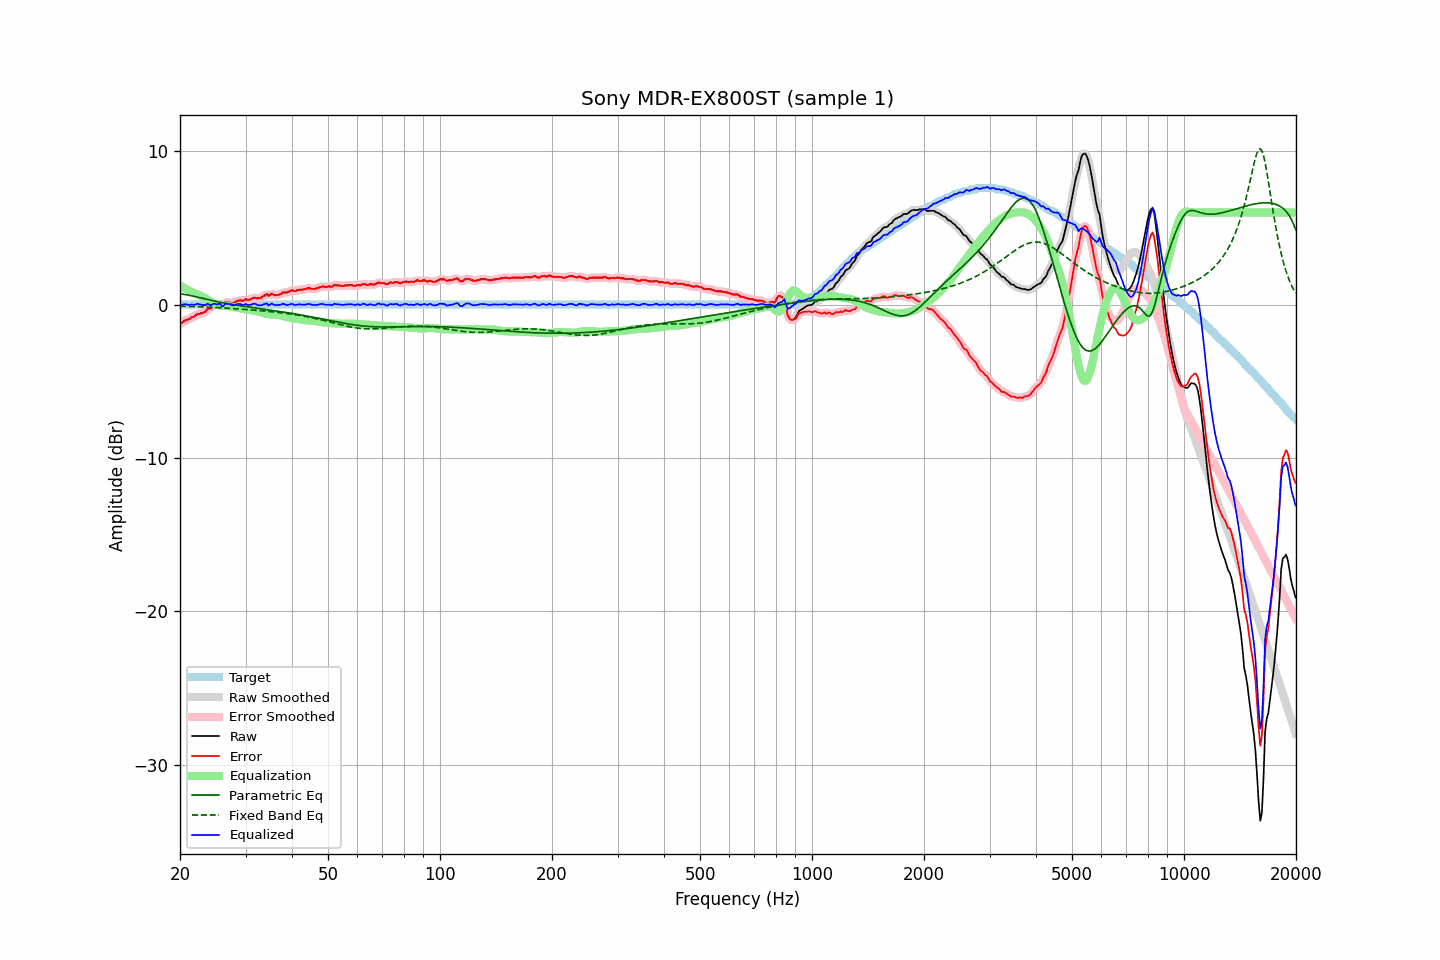 Sony MDR-EX800ST (sample 1)
10
0
−10
−20
−30
Amplitude (dBr)
Target
Raw Smoothed
Error Smoothed
Raw
Error
Equalization
Parametric Eq
Fixed Band Eq
Equalized
20 50 100 200 500 1000 2000 5000 10000 20000
Frequency (Hz)